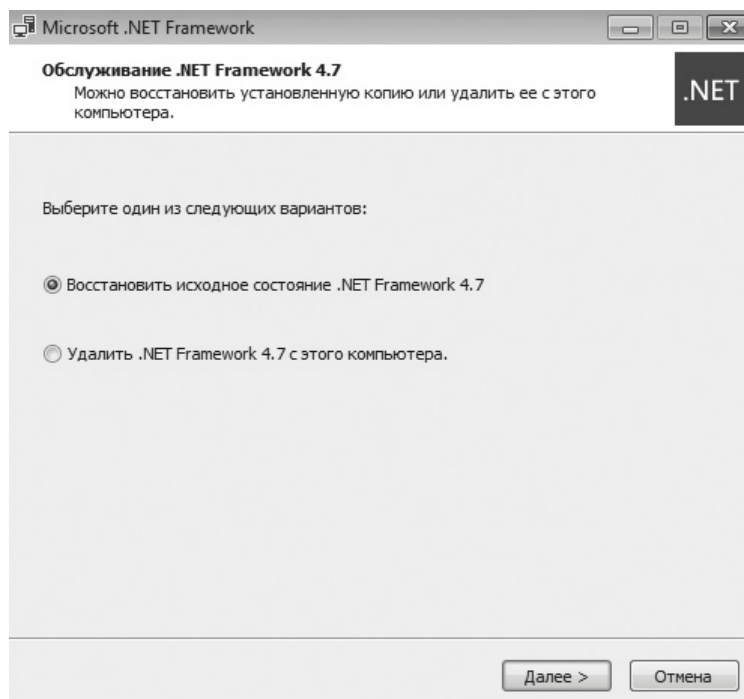 Microsoft .NET Framework
Обслуживание .NET Framework 4.7
Можно восстановить установленную копию или удалить ее с этого
компьютера.
.NET
Выберите один из следующих вариантов:
Восстановить исходное состояние .NET Framework 4.7
Удалить .NET Framework 4.7 с этого компьютера.
Далее >
Отмена